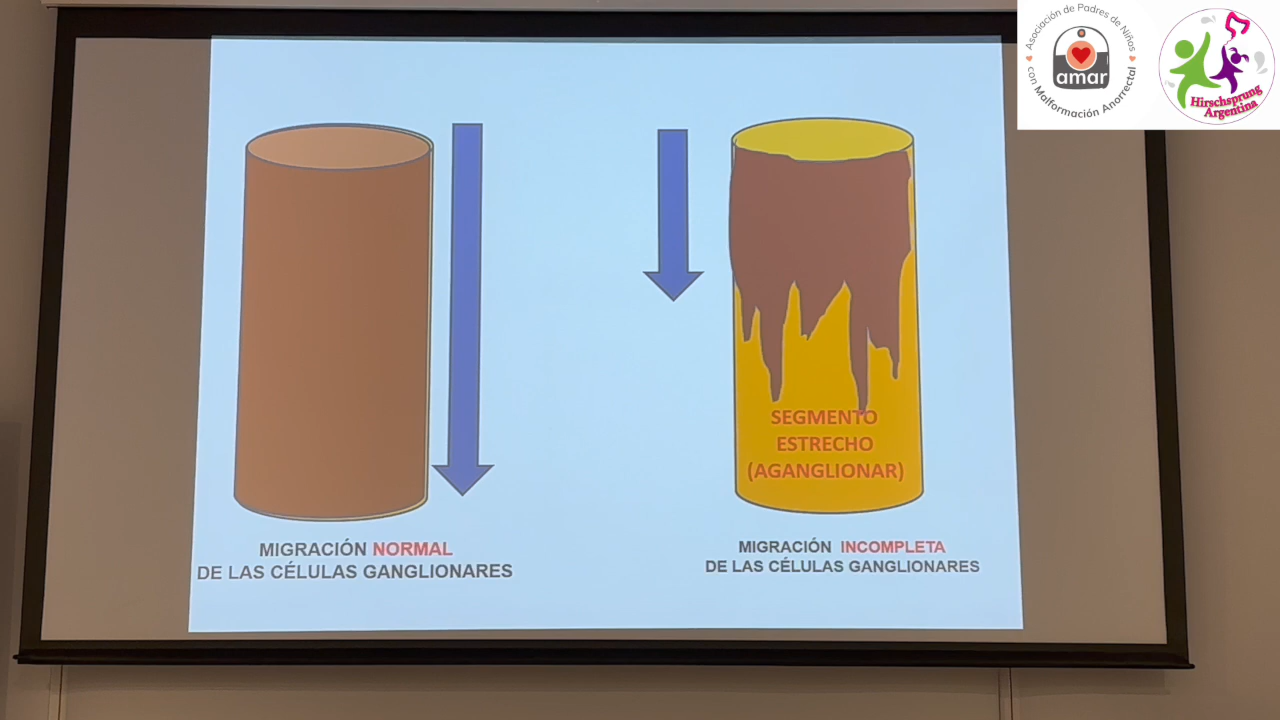 Asociación de Padres de Niños
con Malformación Anorrectal
amar
Hirschsprung
Argentina
SEGMENTO
ESTRECHO
(AGANGLIONAR)
MIGRACIÓN NORMAL
DE LAS CÉLULAS GANGLIONARES
MIGRACIÓN INCOMPLETA
DE LAS CÉLULAS GANGLIONARES